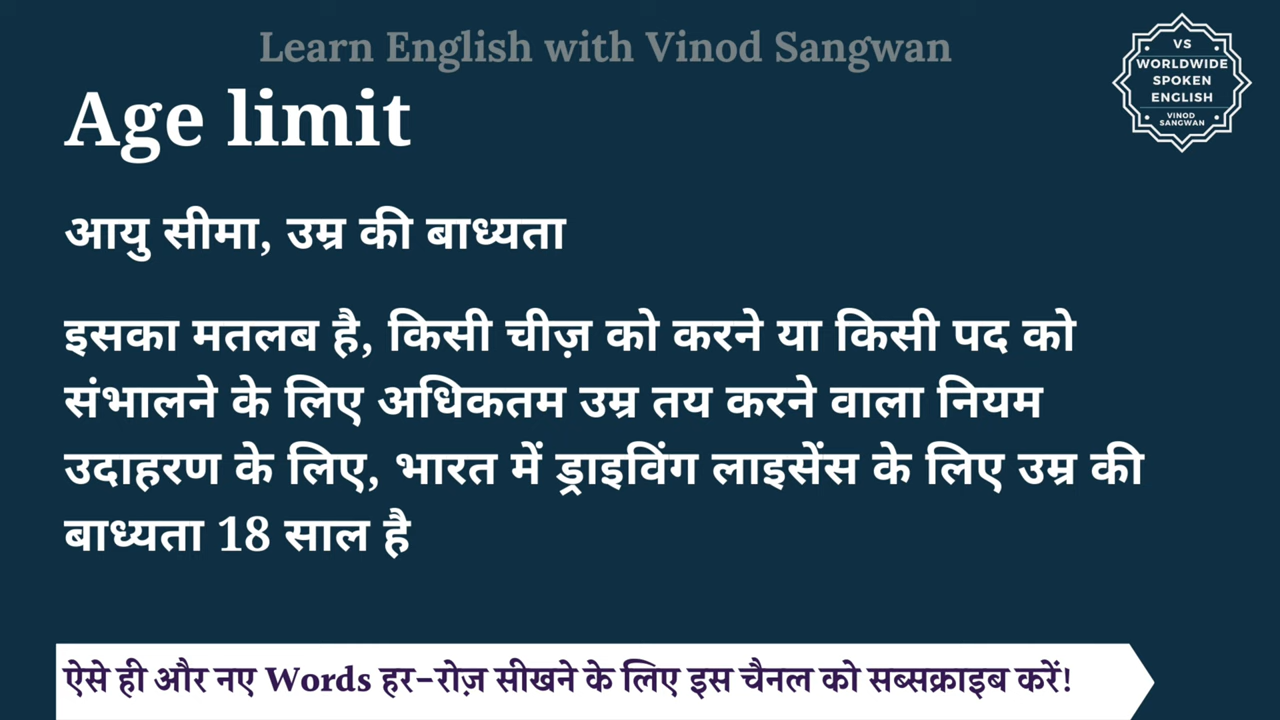 Learn English with Vinod Sangwan
VS
WORLDWIDE
SPOKEN
ENGLISH
VINOD
SANGWAN
Age limit
आयु सीमा, उम्र की बाध्यता
इसका मतलब है, किसी चीज़ को करने या किसी पद को
संभालने के लिए अधिकतम उम्र तय करने वाला नियम
उदाहरण के लिए, भारत में ड्राइविंग लाइसेंस के लिए उम्र की
बाध्यता 18 साल है
ऐसे ही और नए Words हर-रोज़ सीखने के लिए इस चैनल को सब्सक्राइब करें!